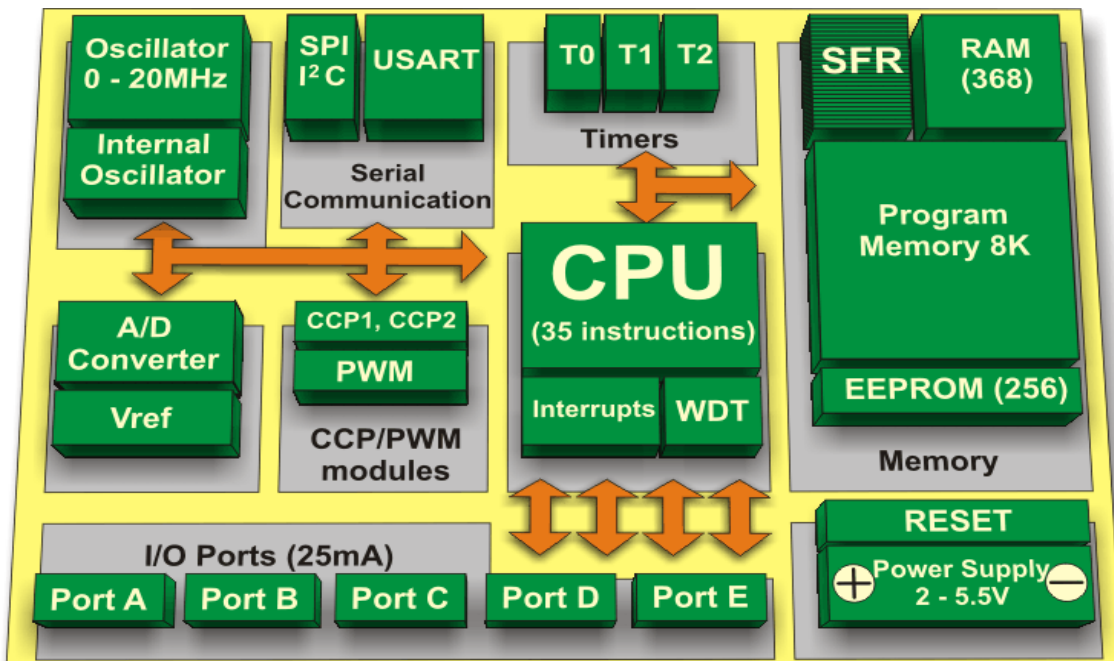 Oscillator
0 - 20MHz
Internal
Oscillator
SPI
I² C
USART
Serial
Communication
T0
T1
T2
Timers
SFR
RAM
(368)
Program
Memory 8K
EEPROM (256)
Memory
CPU
(35 instructions)
Interrupts
WDT
A/D
Converter
Vref
CCP1, CCP2
PWM
CCP/PWM
modules
I/O Ports (25mA)
Port A
Port B
Port C
Port D
Port E
RESET
+
Power Supply
2 - 5.5V
−